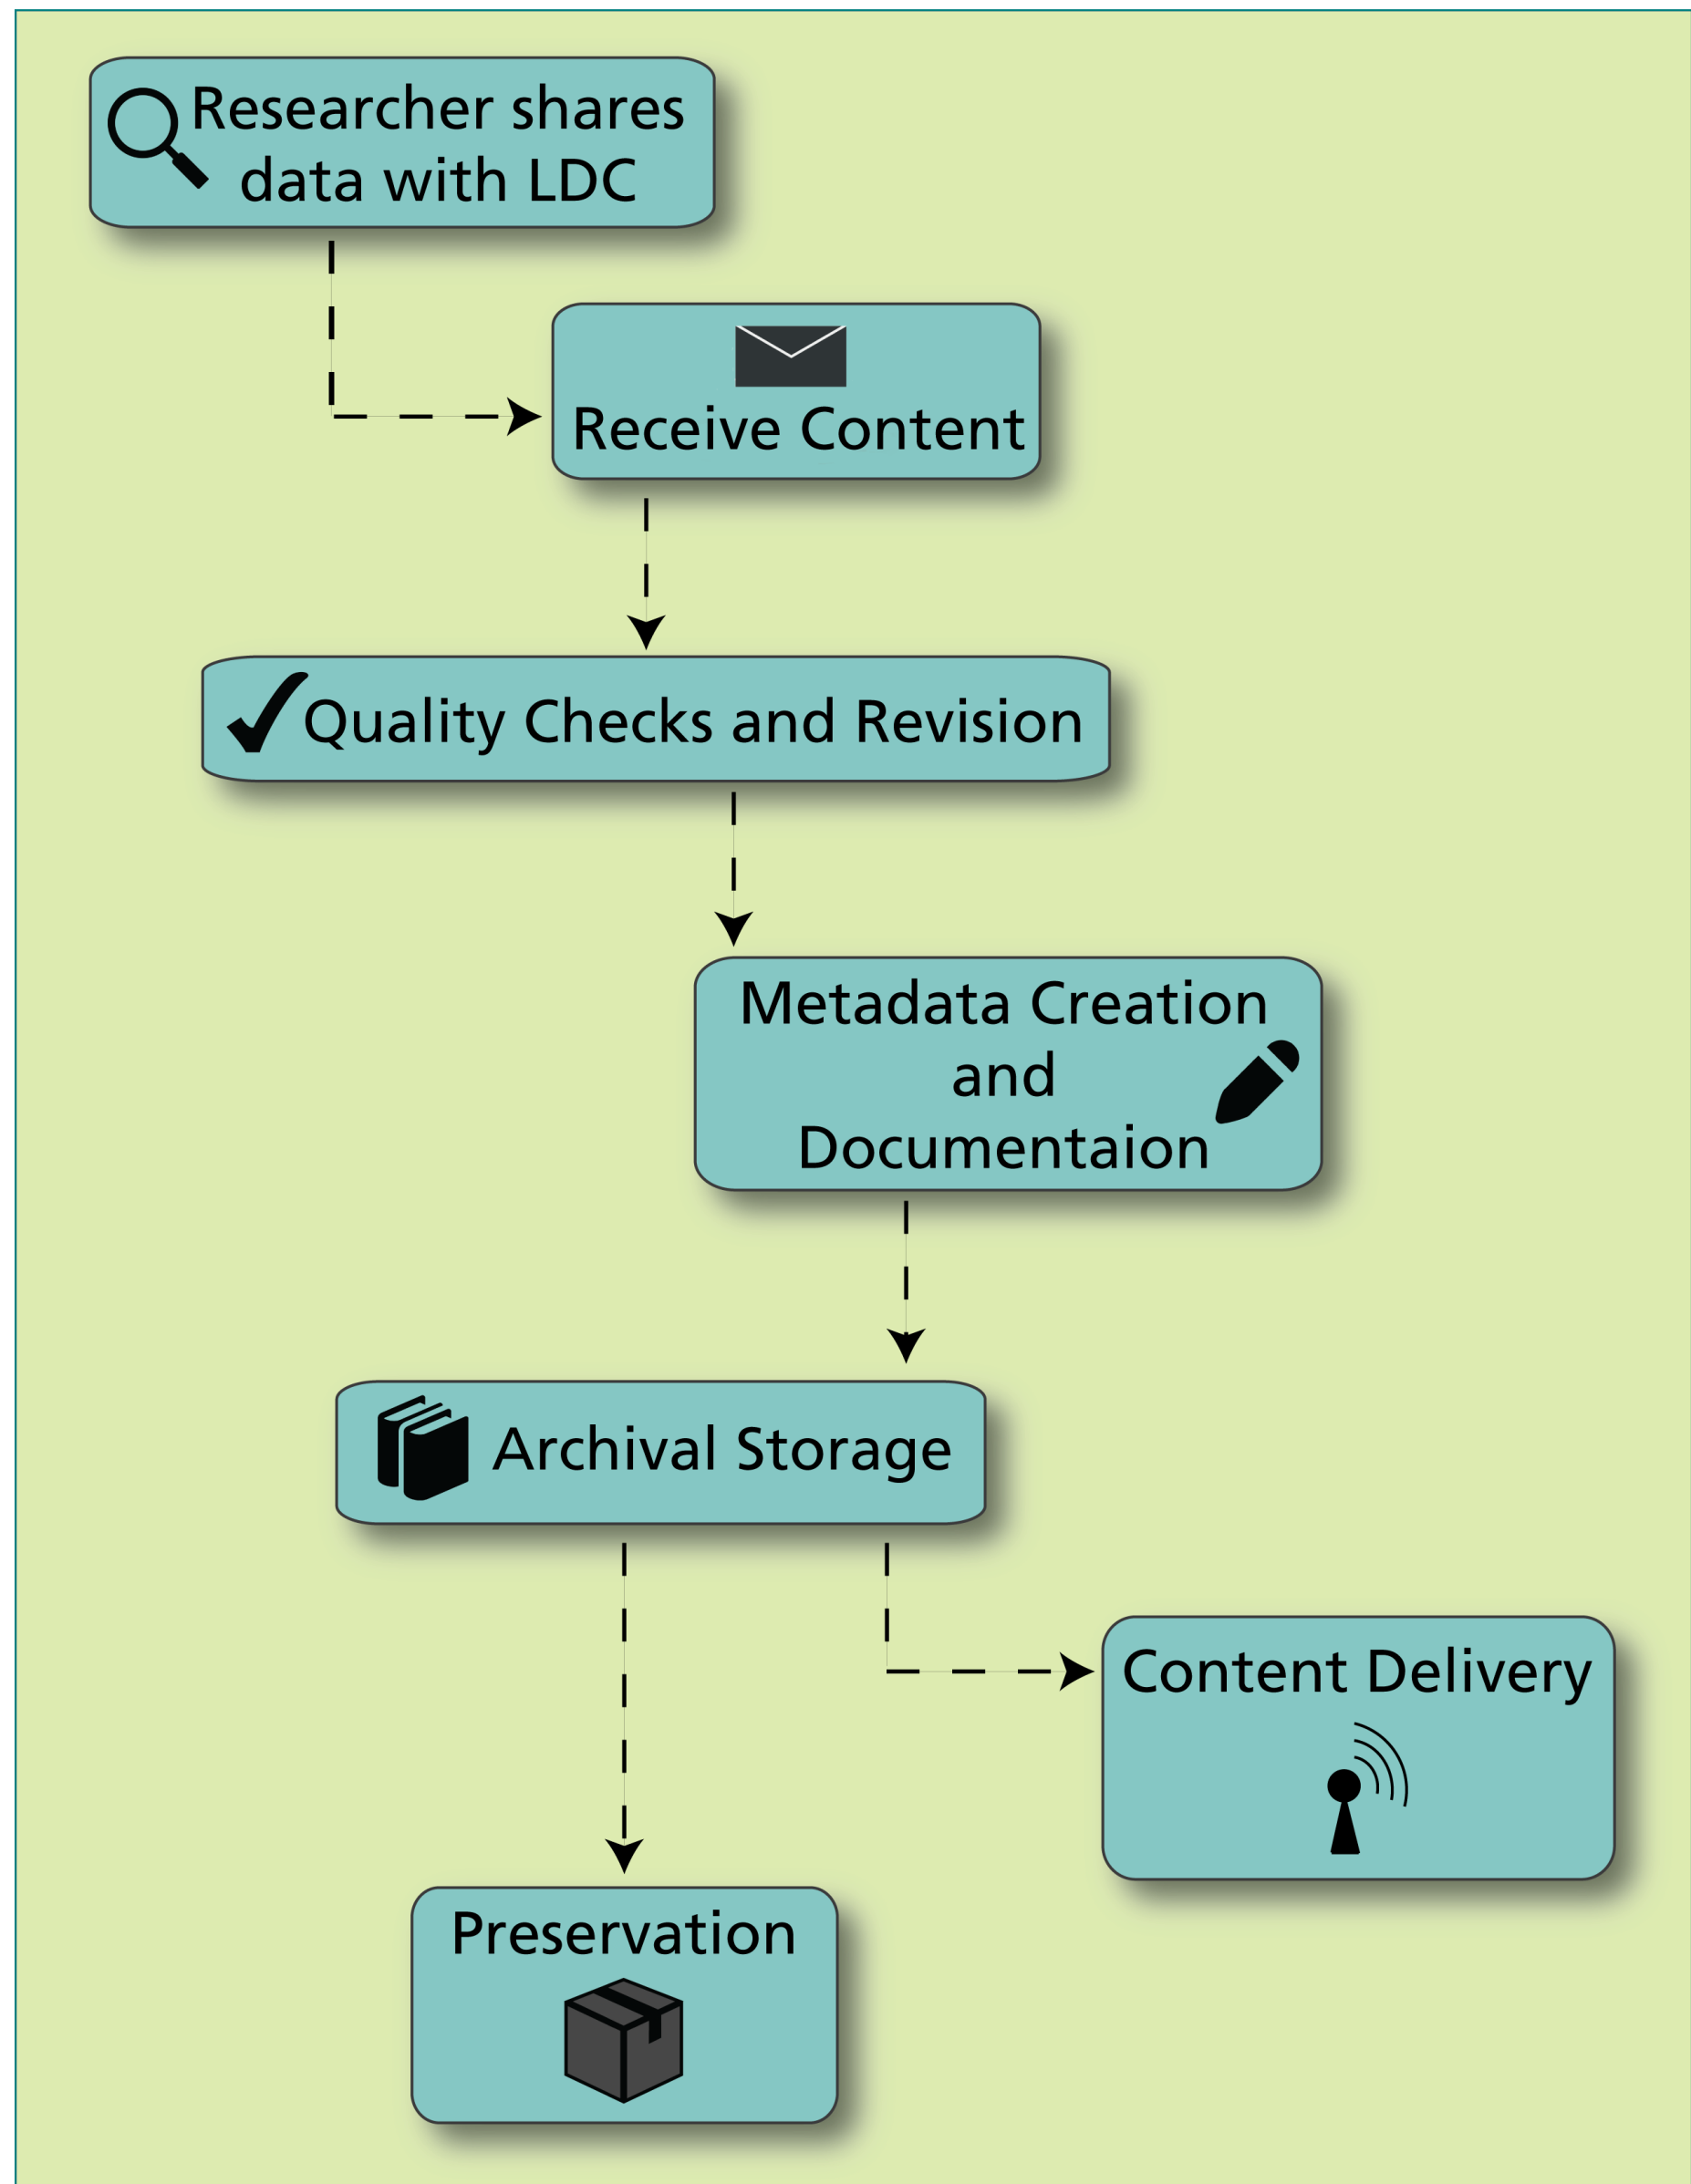 Researcher shares
data with LDC
Receive Content
Quality Checks and Revision
Metadata Creation
and
Documentaion
Archival Storage
Content Delivery
Preservation